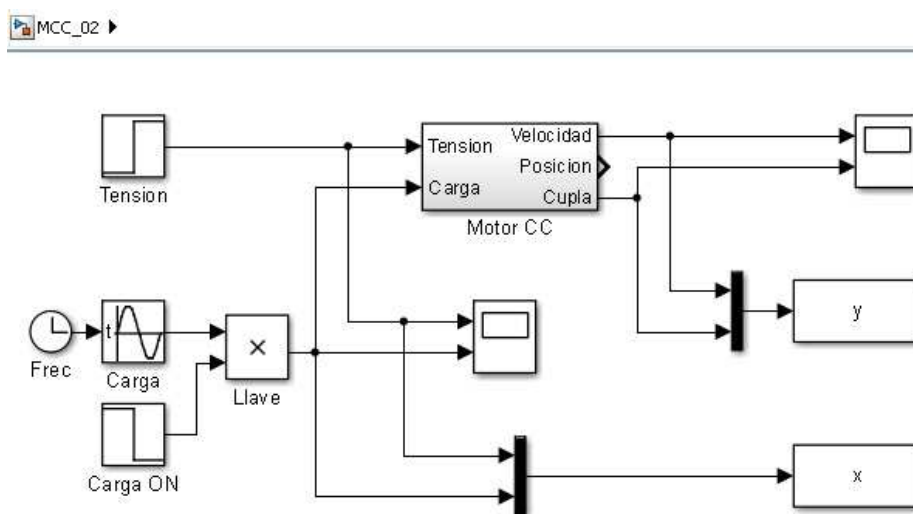 MCC_02
Tension
Tension
Carga
Velocidad
Posicion
Cupla
Motor CC
Frec
t
Carga
Llave
Carga ON
y
x